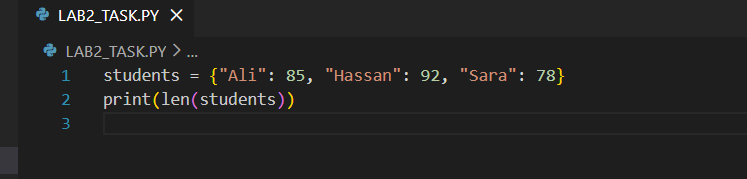 LAB2_TASK.PY ×
LAB2_TASK.PY > ...
1 students = {"Ali": 85, "Hassan": 92, "Sara": 78}
2 print(len(students))
3